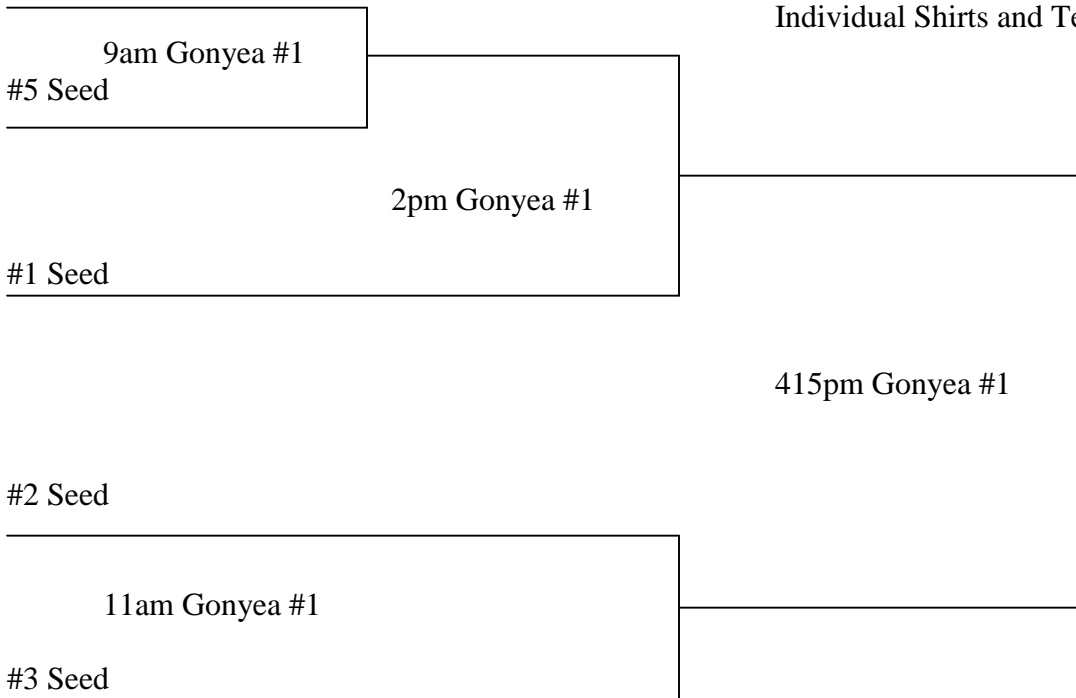 Individual Shirts and
9am Gonyea #1
#5 Seed
2pm Gonyea #1
#1 Seed
415pm Gonyea #1
#2 Seed
11am Gonyea #1
#3 Seed